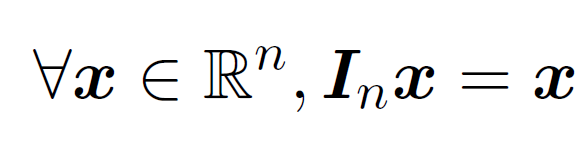 ∀𝒙 ∈ ℝⁿ, 𝑰ₙ𝒙 = 𝒙